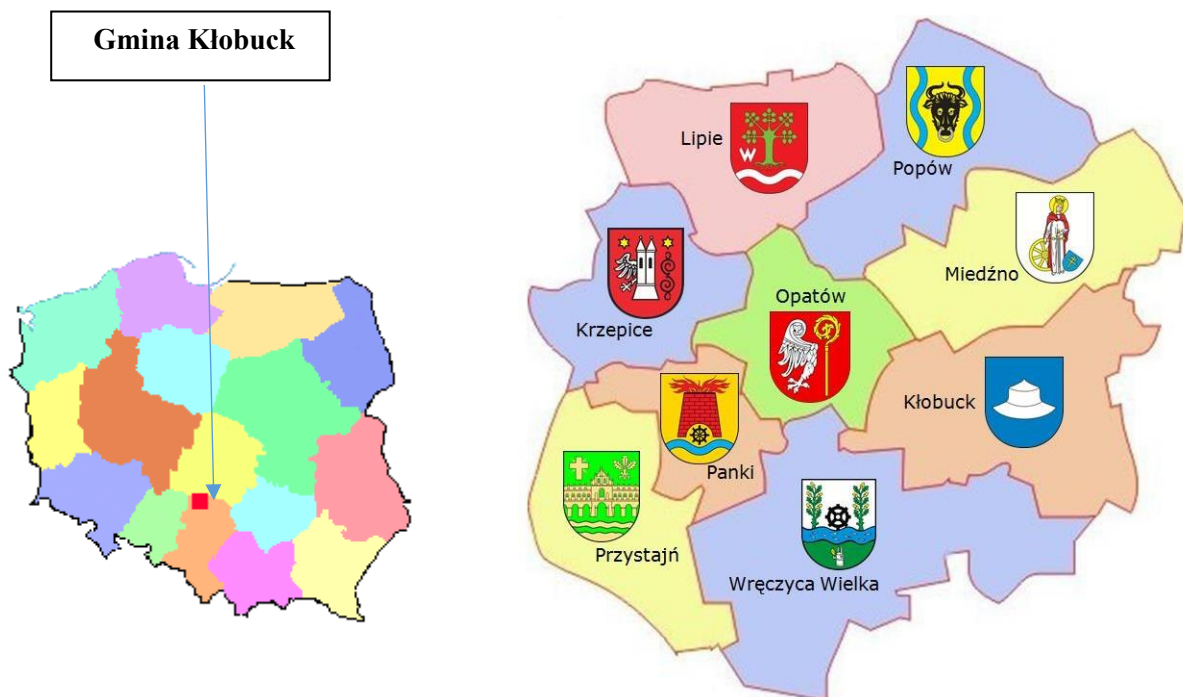 Gmina Kłobuck
Lipie
W
Popów
Miedźno
Krzepice
Opatów
Kłobuck
Panki
Przystajń
Wręczyca Wielka